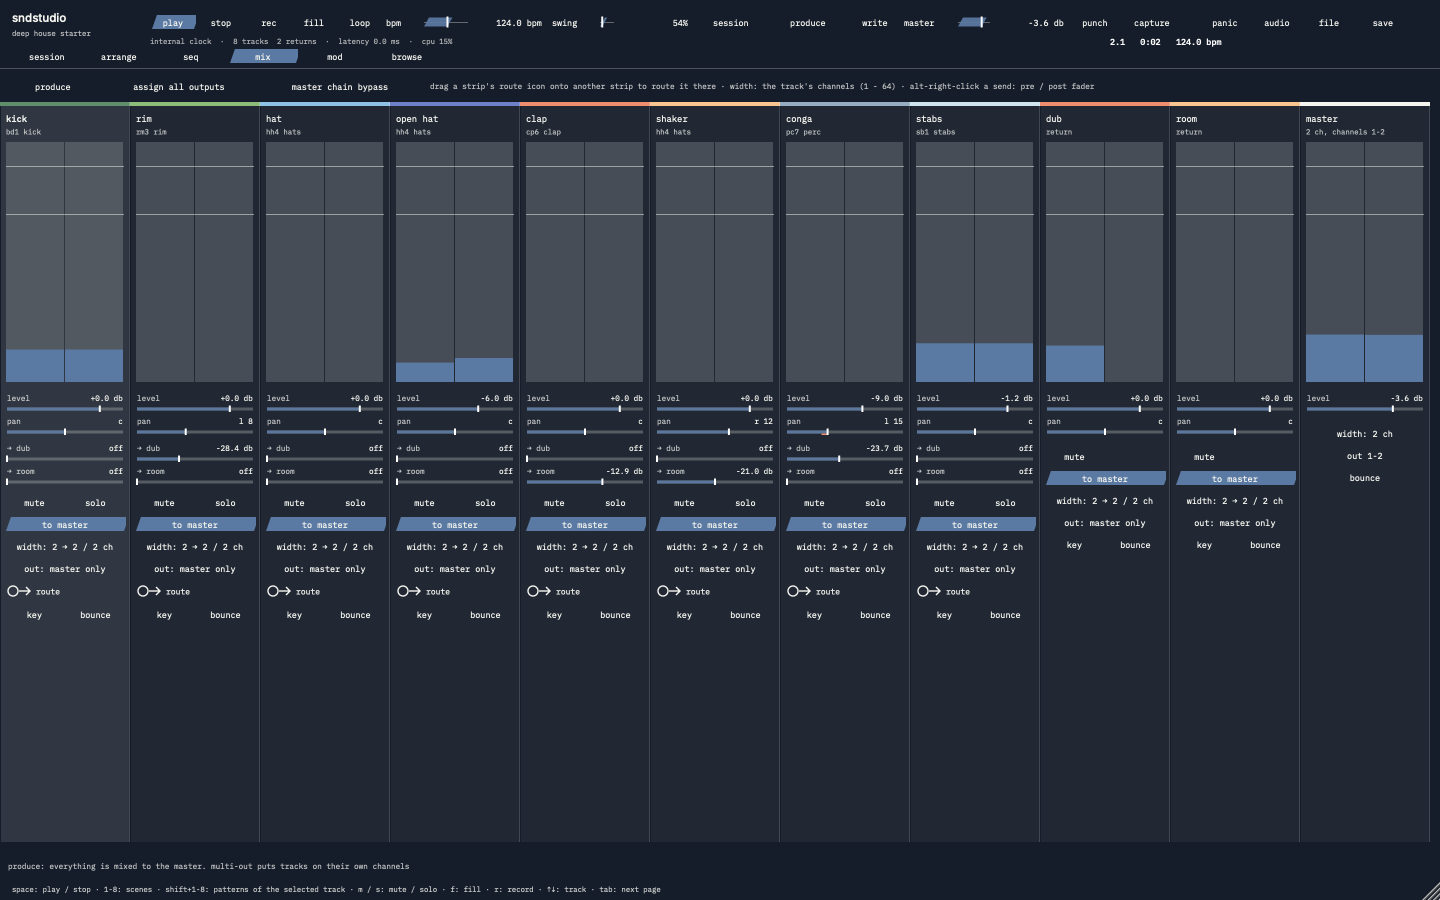 sndstudio
deep house starter
play stop rec fill loop bpm 124.0 bpm swing 54% session produce write master -3.6 db punch capture panic audio file save
internal clock · 8 tracks 2 returns · latency 0.0 ms · cpu 15%
2.1 0:02 124.0 bpm
session arrange seq mix mod browse
produce assign all outputs master chain bypass drag a strip's route icon onto another strip to route it there · width: the track's channels (1 - 64) · alt-right-click a send: pre / post fader
kick rim hat open hat clap shaker conga stabs dub room master
bd1 kick rm3 rim hh4 hats hh4 hats cp6 clap hh4 hats pc7 perc sb1 stabs return return 2 ch, channels 1-2
level +0.0 db level +0.0 db level +0.0 db level -6.0 db level +0.0 db level +0.0 db level -9.0 db level -1.2 db level +0.0 db level +0.0 db level -3.6 db
pan c pan l 8 pan c pan c pan c pan r 12 pan l 15 pan c pan c pan c
width: 2 ch
→ dub off → dub -28.4 db → dub off → dub off → dub off → dub off → dub -23.7 db → dub off
mute mute out 1-2
→ room off → room off → room off → room off → room -12.9 db → room -21.0 db → room off → room off
to master to master bounce
mute solo mute solo mute solo mute solo mute solo mute solo mute solo mute solo
width: 2 → 2 / 2 ch width: 2 → 2 / 2 ch
to master to master to master to master to master to master to master to master
out: master only out: master only
width: 2 → 2 / 2 ch width: 2 → 2 / 2 ch width: 2 → 2 / 2 ch width: 2 → 2 / 2 ch width: 2 → 2 / 2 ch width: 2 → 2 / 2 ch width: 2 → 2 / 2 ch width: 2 → 2 / 2 ch
key bounce key bounce
out: master only out: master only out: master only out: master only out: master only out: master only out: master only out: master only
route route route route route route route route
key bounce key bounce key bounce key bounce key bounce key bounce key bounce key bounce
produce: everything is mixed to the master. multi-out puts tracks on their own channels
space: play / stop · 1-8: scenes · shift+1-8: patterns of the selected track · m / s: mute / solo · f: fill · r: record · ↑↓: track · tab: next page